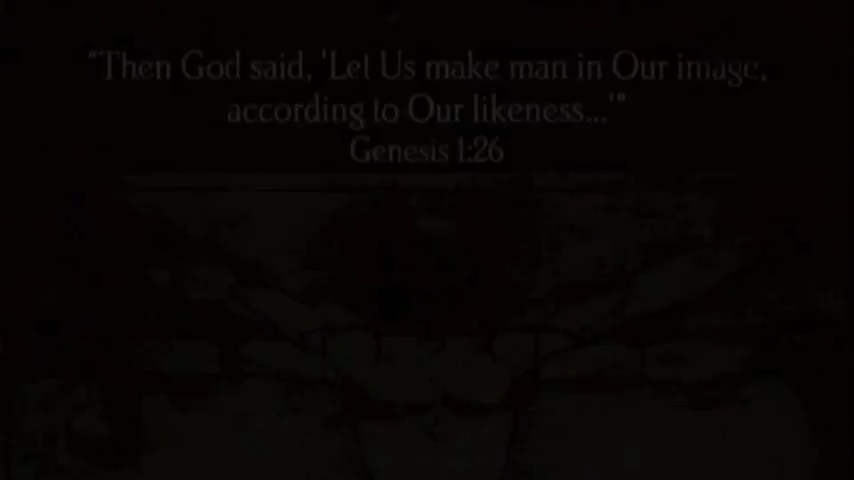 "Then God said, 'Let Us make man in Our image,
according to Our likeness...'"
Genesis 1:26